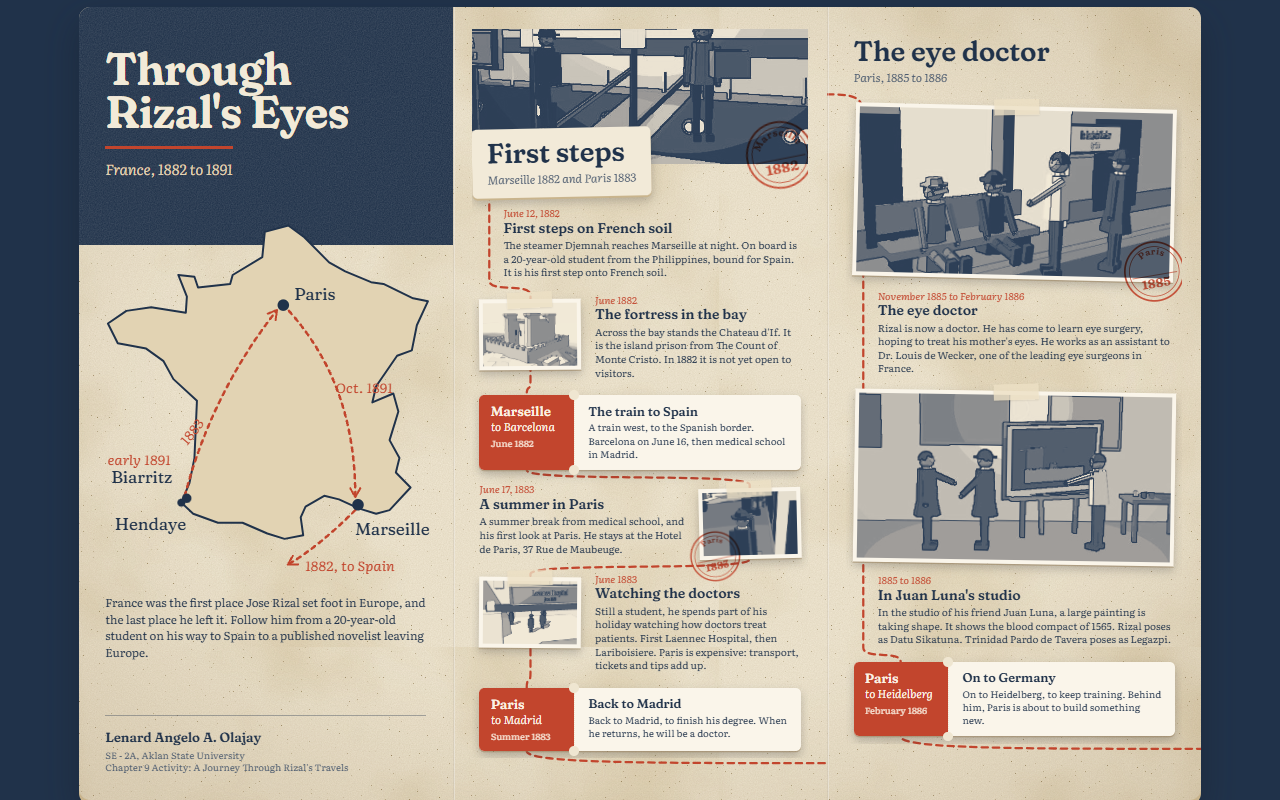 Through
Rizal's Eyes
France, 1882 to 1891
Paris
Oct. 1891
1883
early 1891
Biarritz
Hendaye
Marseille
1882, to Spain
France was the first place Jose Rizal set foot in Europe, and
the last place he left it. Follow him from a 20-year-old
student on his way to Spain to a published novelist leaving
Europe.
Lenard Angelo A. Olajay
SE - 2A, Aklan State University
Chapter 9 Activity: A Journey Through Rizal's Travels
First steps
Marseille 1882 and Paris 1883
1882
June 12, 1882
First steps on French soil
The steamer Djemnah reaches Marseille at night. On board is
a 20-year-old student from the Philippines, bound for Spain.
It is his first step onto French soil.
June 1882
The fortress in the bay
Across the bay stands the Chateau d'If. It
is the island prison from The Count of
Monte Cristo. In 1882 it is not yet open to
visitors.
Marseille
to Barcelona
June 1882
The train to Spain
A train west, to the Spanish border.
Barcelona on June 16, then medical school
in Madrid.
June 17, 1883
A summer in Paris
A summer break from medical school, and
his first look at Paris. He stays at the Hotel
de Paris, 37 Rue de Maubeuge.
Paris
June 1883
Watching the doctors
Still a student, he spends part of his
holiday watching how doctors treat
patients. First Laennec Hospital, then
Lariboisiere. Paris is expensive: transport,
tickets and tips add up.
Paris
to Madrid
Summer 1883
Back to Madrid
Back to Madrid, to finish his degree. When
he returns, he will be a doctor.
The eye doctor
Paris, 1885 to 1886
Paris
1885
November 1885 to February 1886
The eye doctor
Rizal is now a doctor. He has come to learn eye surgery,
hoping to treat his mother's eyes. He works as an assistant to
Dr. Louis de Wecker, one of the leading eye surgeons in
France.
1885 to 1886
In Juan Luna's studio
In the studio of his friend Juan Luna, a large painting is
taking shape. It shows the blood compact of 1565. Rizal poses
as Datu Sikatuna. Trinidad Pardo de Tavera poses as Legazpi.
Paris
to Heidelberg
February 1886
On to Germany
On to Heidelberg, to keep training. Behind
him, Paris is about to build something
new.